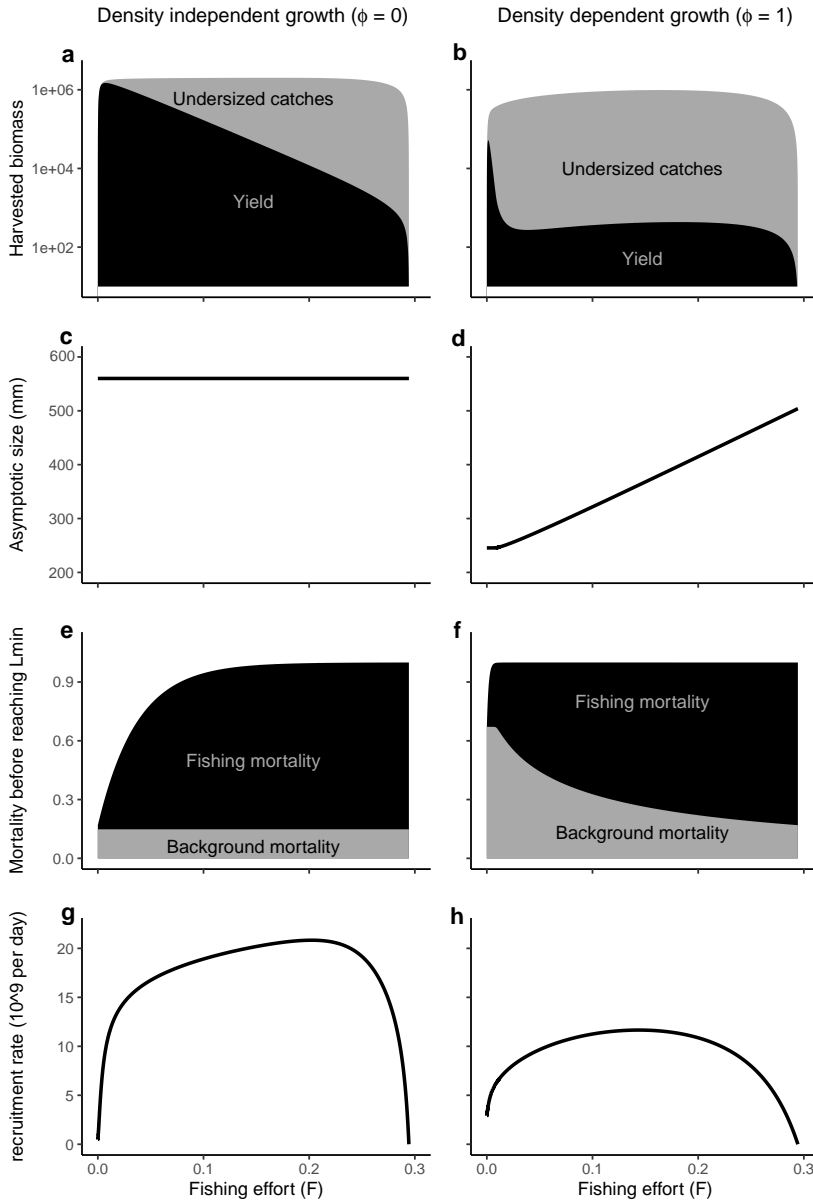 Density independent growth (ϕ = 0)
Density dependent growth (ϕ = 1)
a
b
Harvested biomass
1e+06
1e+04
1e+02
Undersized catches
Yield
Undersized catches
Yield
c
d
Asymptotic size (mm)
600
500
400
300
200
e
f
Mortality before reaching Lmin
0.9
0.6
0.3
0.0
Fishing mortality
Background mortality
Fishing mortality
Background mortality
g
h
recruitment rate (10^9 per day)
20
15
10
5
0
0.0 0.1 0.2 0.3
0.0 0.1 0.2 0.3
Fishing effort (F)
Fishing effort (F)